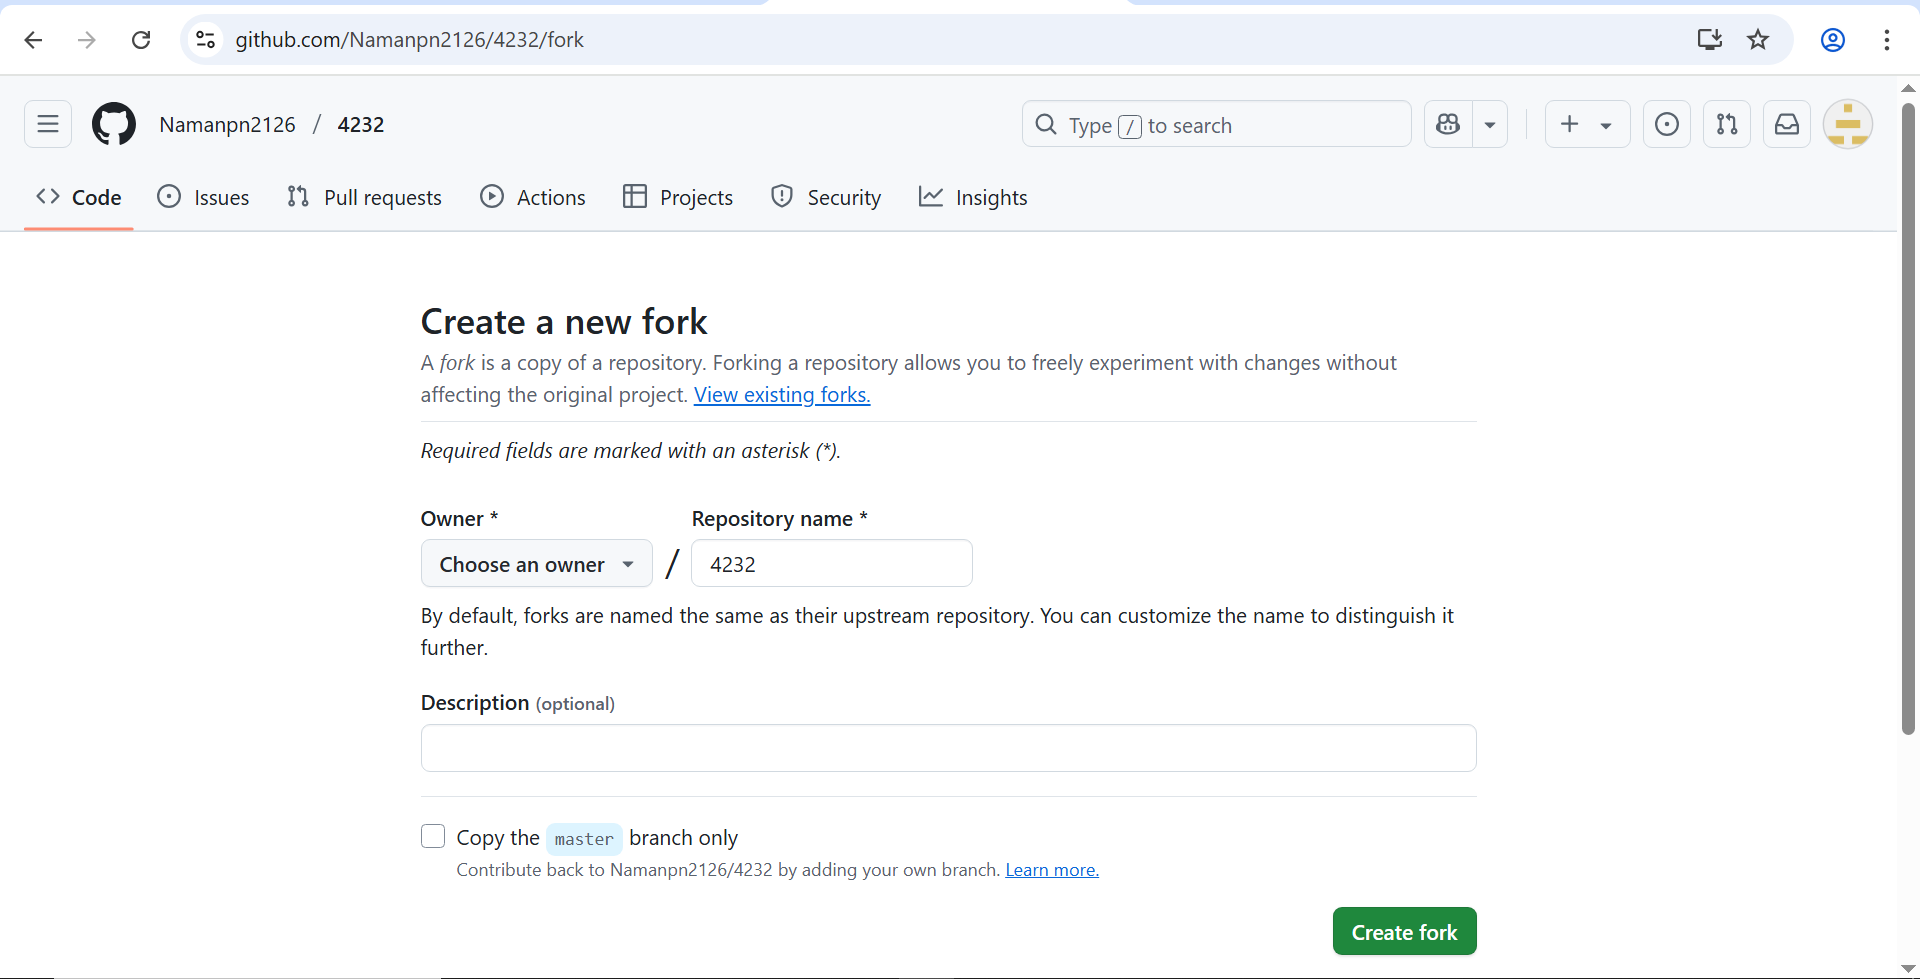 github.com/Namanpn2126/4232/fork
Namanpn2126 / 4232
Type / to search
Code Issues Pull requests Actions Projects Security Insights
Create a new fork
A fork is a copy of a repository. Forking a repository allows you to freely experiment with changes without
affecting the original project. View existing forks.
Required fields are marked with an asterisk (*).
Owner * Repository name *
Choose an owner / 4232
By default, forks are named the same as their upstream repository. You can customize the name to distinguish it
further.
Description (optional)
Copy the master branch only
Contribute back to Namanpn2126/4232 by adding your own branch. Learn more.
Create fork